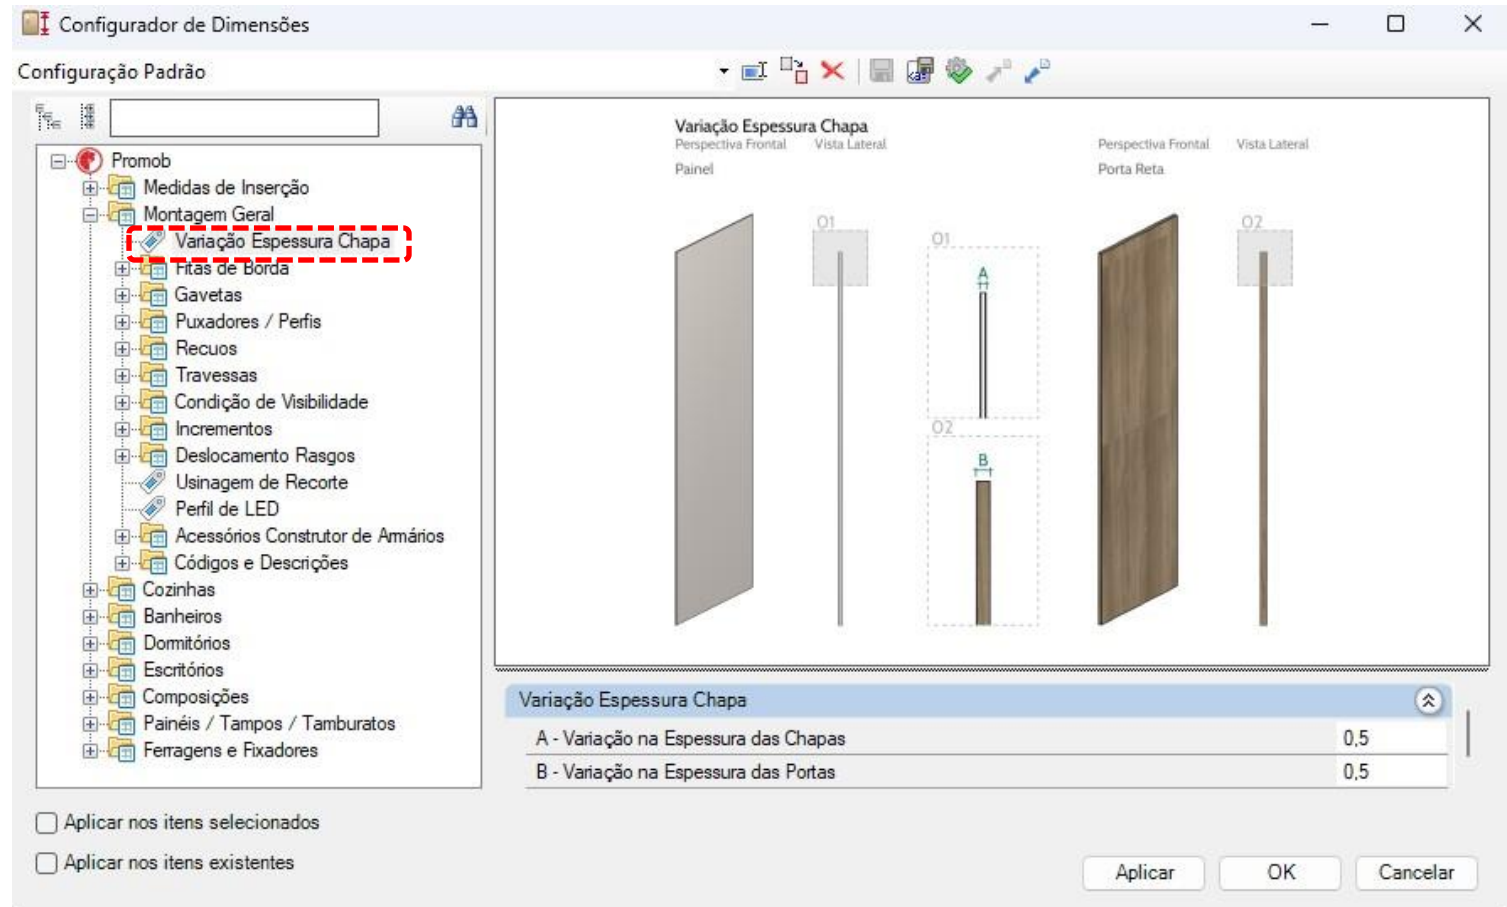 Configurador de Dimensões
Configuração Padrão
Promob
Medidas de Inserção
Montagem Geral
Variação Espessura Chapa
Fitas de Borda
Gavetas
Puxadores / Perfis
Recuos
Travessas
Condição de Visibilidade
Incrementos
Deslocamento Rasgos
Usinagem de Recorte
Perfil de LED
Acessórios Construtor de Armários
Códigos e Descrições
Cozinhas
Banheiros
Dormitórios
Escritórios
Composições
Painéis / Tampos / Tamburatos
Ferragens e Fixadores
Variação Espessura Chapa
Perspectiva Frontal Vista Lateral
Painel
01
01
A
02
B
Perspectiva Frontal Vista Lateral
Porta Reta
02
Variação Espessura Chapa
A - Variação na Espessura das Chapas 0,5
B - Variação na Espessura das Portas 0,5
Aplicar nos itens selecionados
Aplicar nos itens existentes
Aplicar OK Cancelar